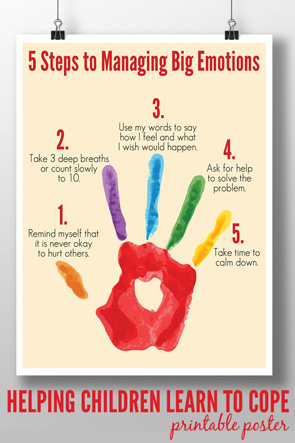 5 Steps to Managing Big Emotions
1.
Remind myself that
it is never okay
to hurt others.
2.
Take 3 deep breaths
or count slowly
to 10.
3.
Use my words to say
how I feel and what
I wish would happen.
4.
Ask for help
to solve the
problem.
5.
Take time to
calm down.
HELPING CHILDREN LEARN TO COPE
printable poster